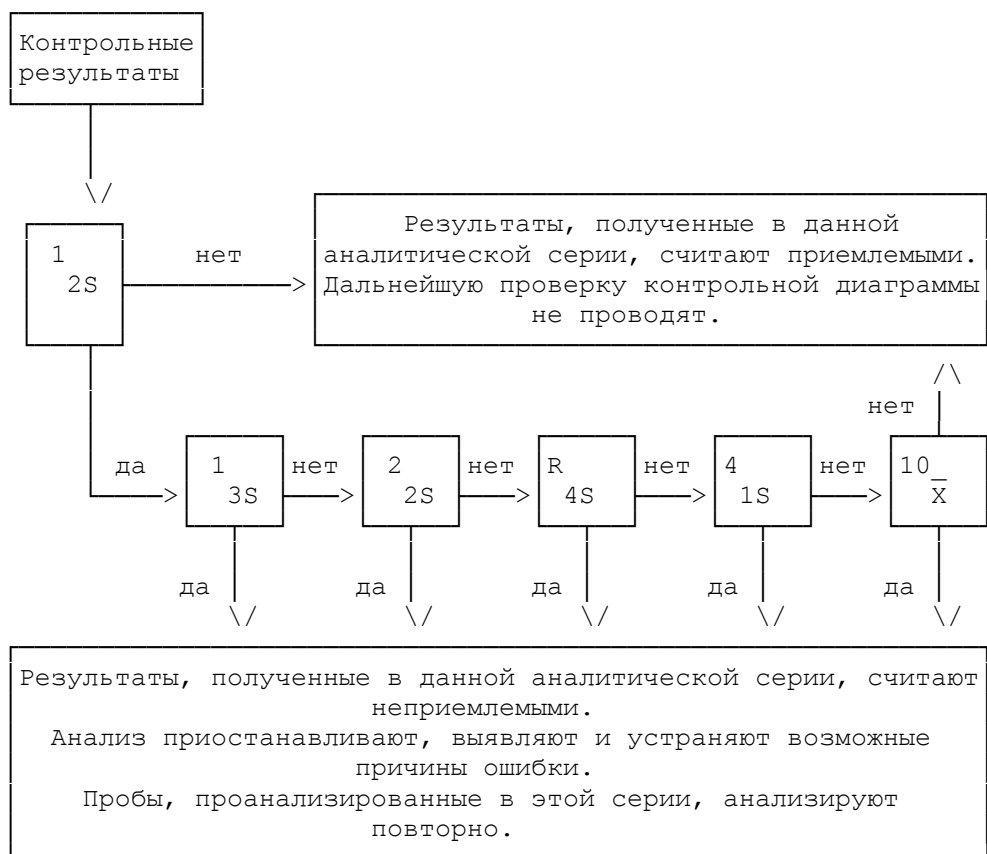 Контрольные
результаты
Результаты, полученные в данной
1 нет аналитической серии, считают приемлемыми.
2S Дальнейшую проверку контрольной диаграммы
не проводят.
нет
да 1 нет 2 нет R нет 4 нет 10_
3S 2S 4S 1S X
да да да да да
Результаты, полученные в данной аналитической серии, считают
неприемлемыми.
Анализ приостанавливают, выявляют и устраняют возможные
причины ошибки.
Пробы, проанализированные в этой серии, анализируют
повторно.